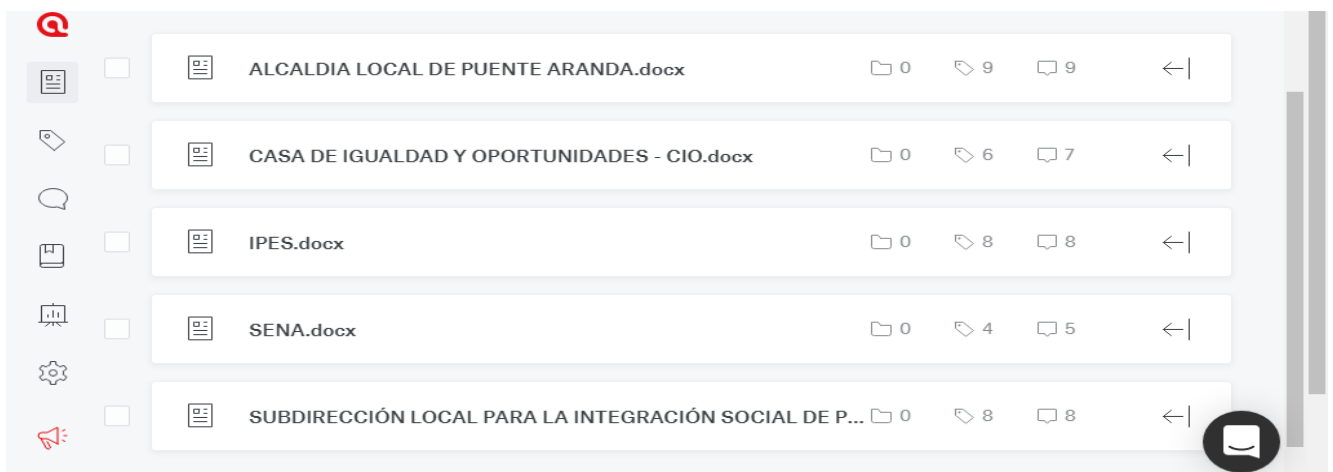 ALCALDIA LOCAL DE PUENTE ARANDA.docx 0 9 9
CASA DE IGUALDAD Y OPORTUNIDADES - CIO.docx 0 6 7
IPES.docx 0 8 8
SENA.docx 0 4 5
SUBDIRECCIÓN LOCAL PARA LA INTEGRACIÓN SOCIAL DE P... 0 8 8